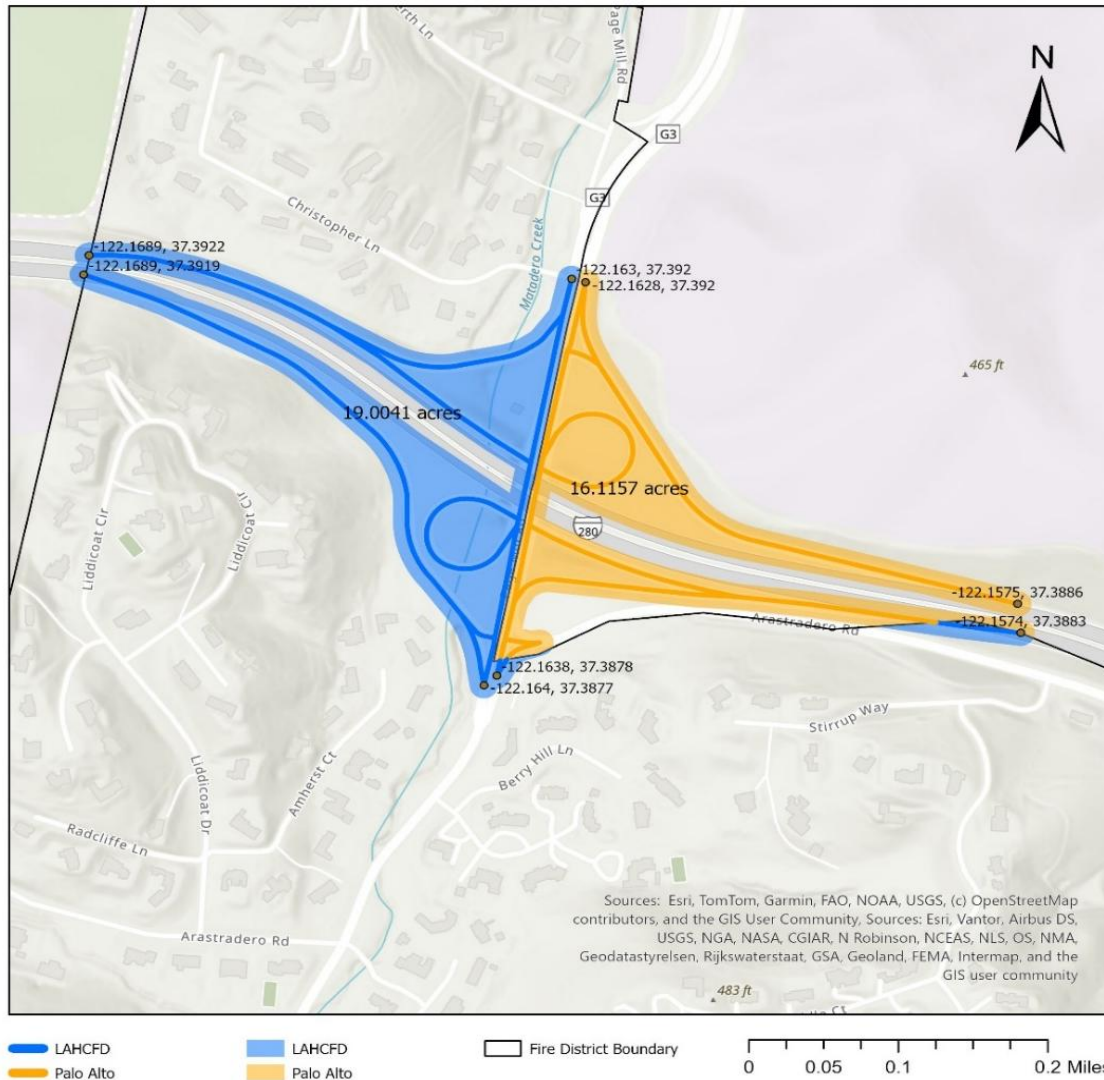 erth Ln
Page Mill Rd
N
G3
G3
Christopher Ln
Matadero Creek
-122.1689, 37.3922
-122.1689, 37.3919
-122.163, 37.392
-122.1628, 37.392
465 ft
19.0041 acres
16.1157 acres
Liddicoat Cir
Liddicoat Cir
280
-122.1575, 37.3886
-122.1574, 37.3883
Arastradero Rd
-122.1638, 37.3878
-122.164, 37.3877
Stirrup Way
Berry Hill Ln
Liddicoat Dr
Amherst Ct
Radcliffe Ln
Arastradero Rd
Sources: Esri, TomTom, Garmin, FAO, NOAA, USGS, (c) OpenStreetMap
contributors, and the GIS User Community, Sources: Esri, Vantor, Airbus DS,
USGS, NGA, NASA, CGIAR, N Robinson, NCEAS, NLS, OS, NMA,
Geodatastyrelsen, Rijkswaterstaat, GSA, Geoland, FEMA, Intermap, and the
GIS user community
483 ft
LAHCFD
LAHCFD
Fire District Boundary
Palo Alto
Palo Alto
0 0.05 0.1 0.2 Miles